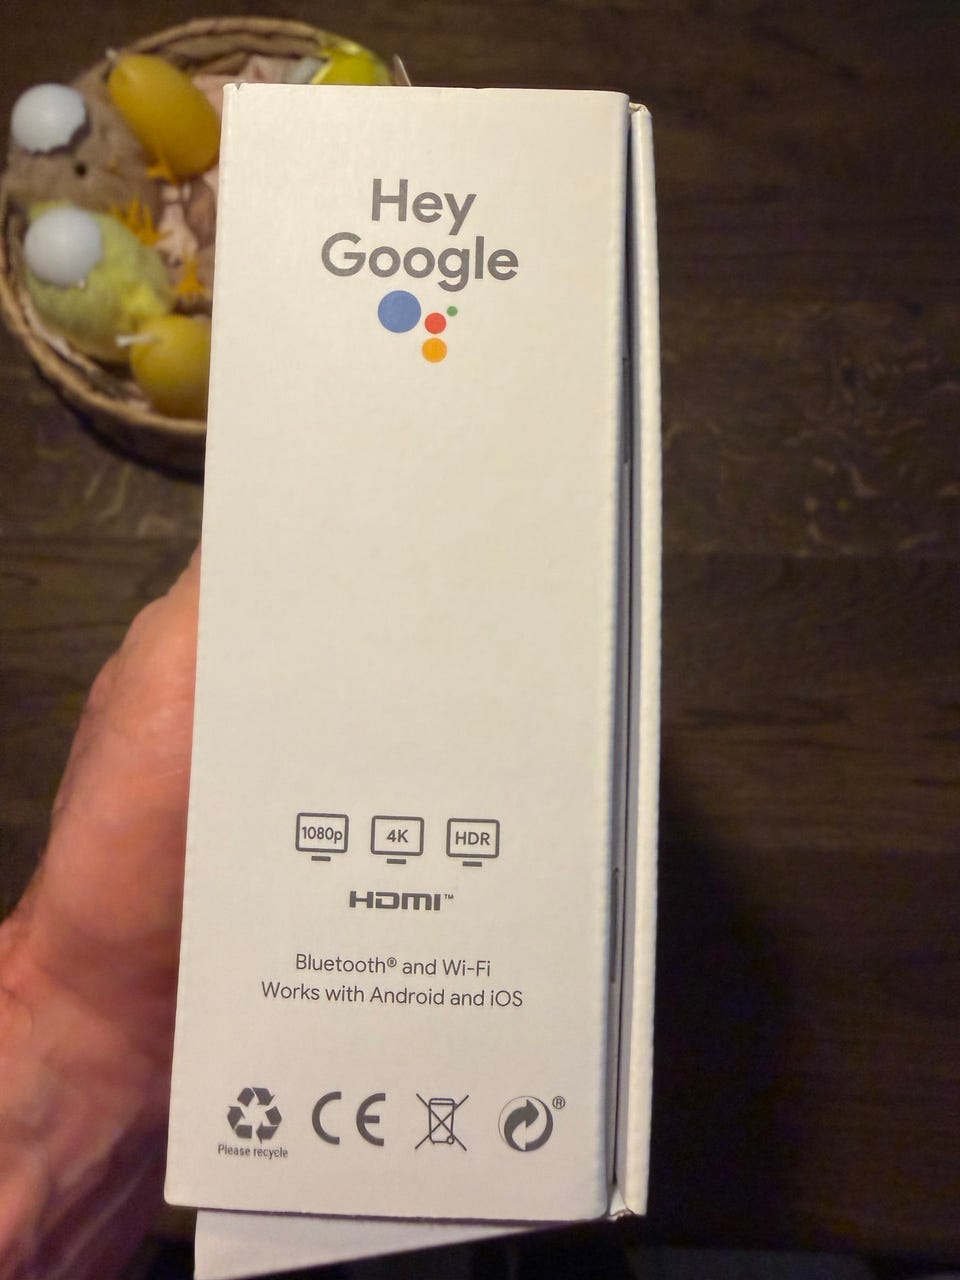 Hey
Google
1080p 4K HDR
HDMI™
Bluetooth® and Wi-Fi
Works with Android and iOS
CE ®
Please recycle